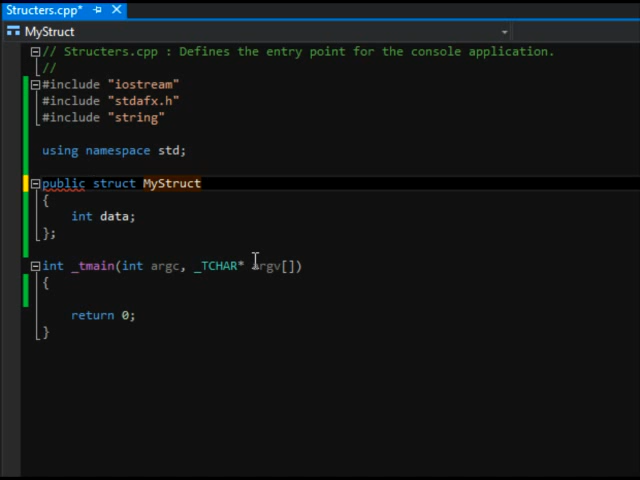 Structers.cpp*
MyStruct
// Structers.cpp : Defines the entry point for the console application.
//
#include "iostream"
#include "stdafx.h"
#include "string"
using namespace std;
public struct MyStruct
{
int data;
};
int _tmain(int argc, _TCHAR* argv[])
{
return 0;
}